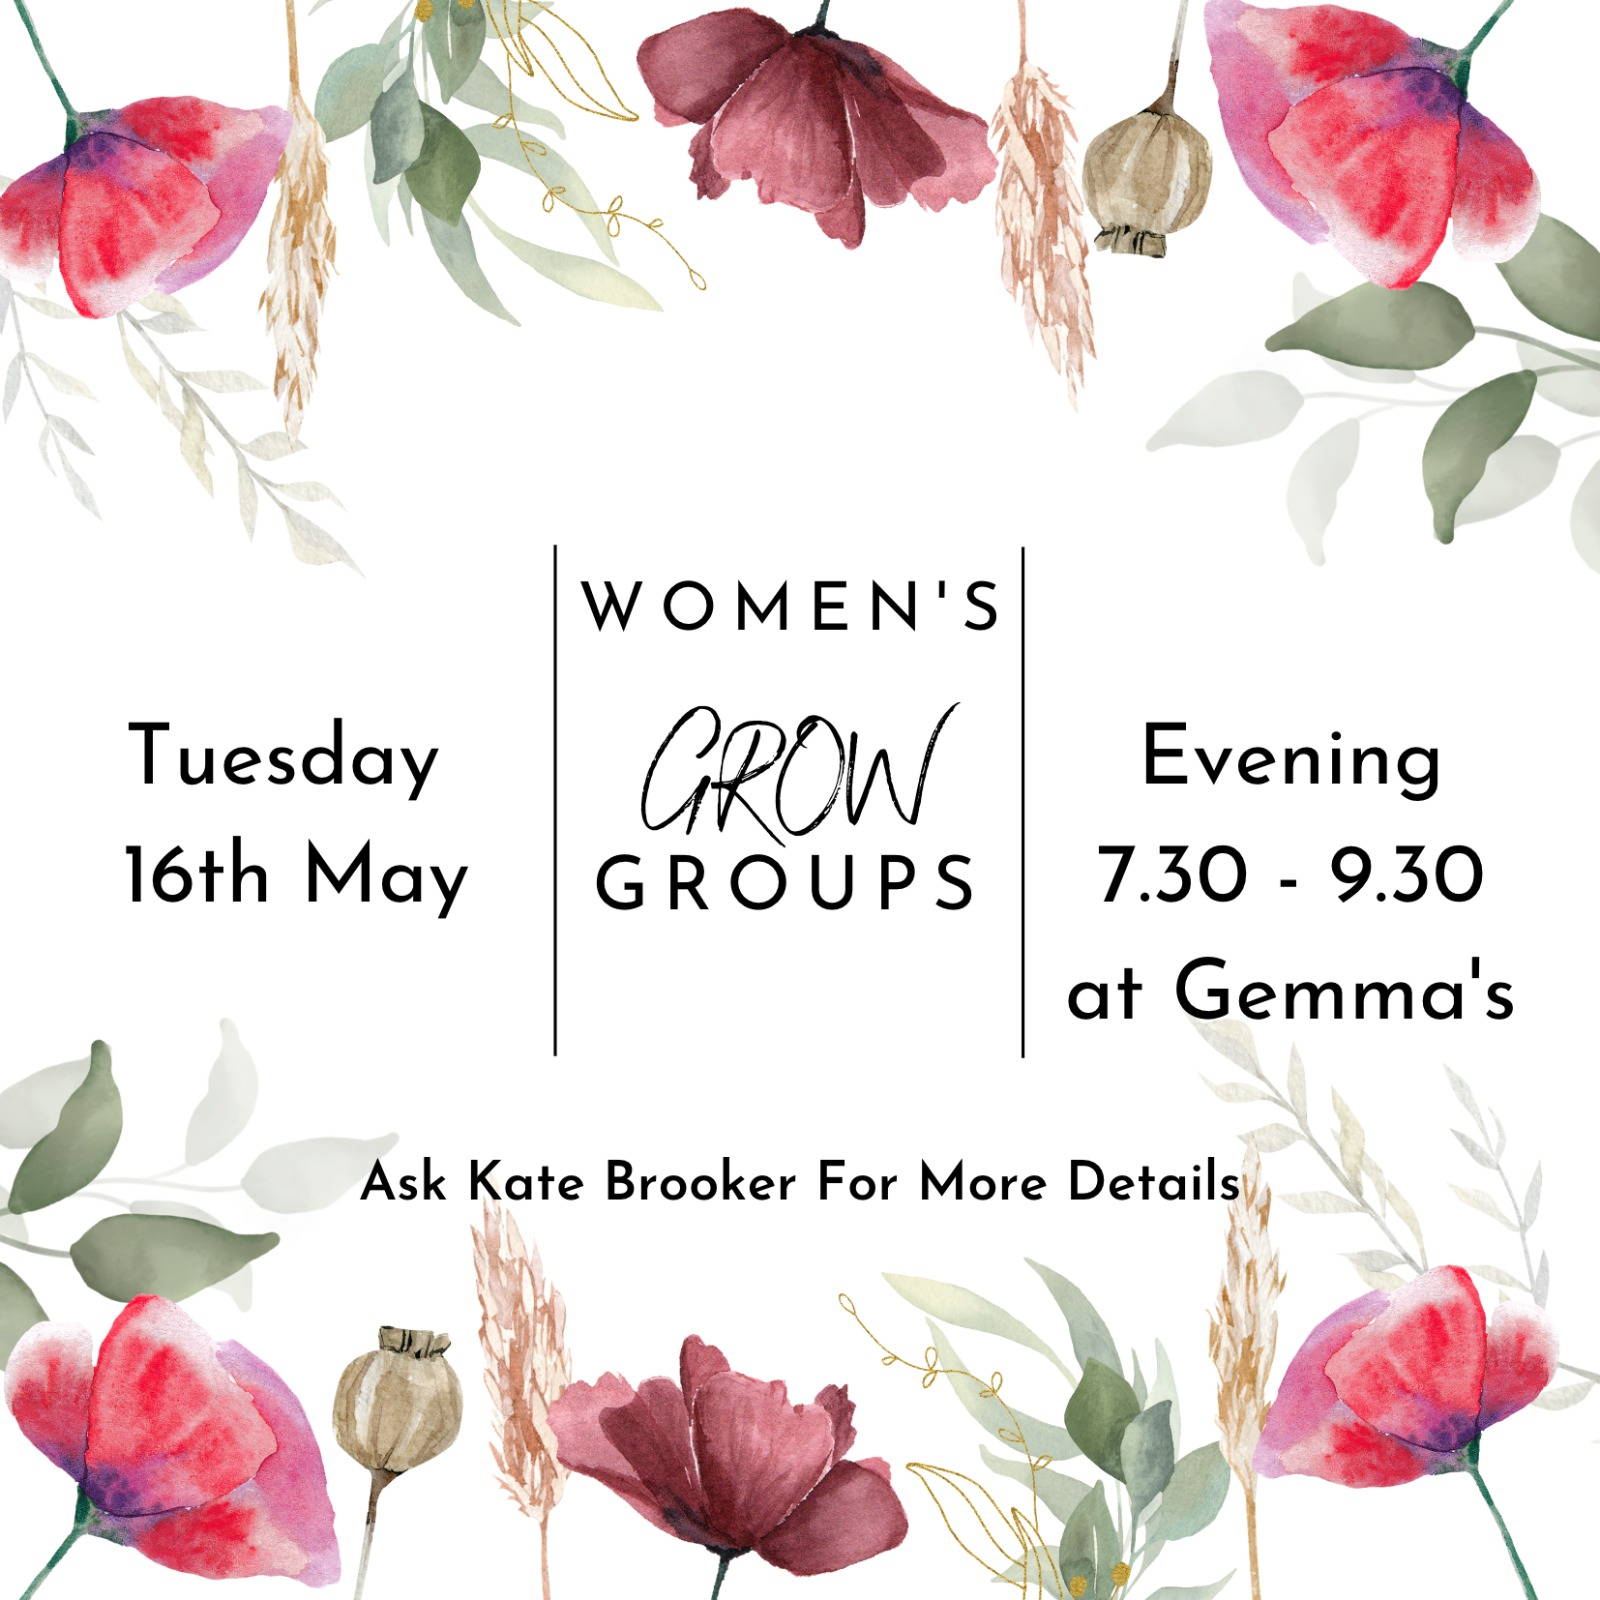 WOMEN'S
GROW
GROUPS
Tuesday
16th May
Evening
7.30 - 9.30
at Gemma's
Ask Kate Brooker For More Details